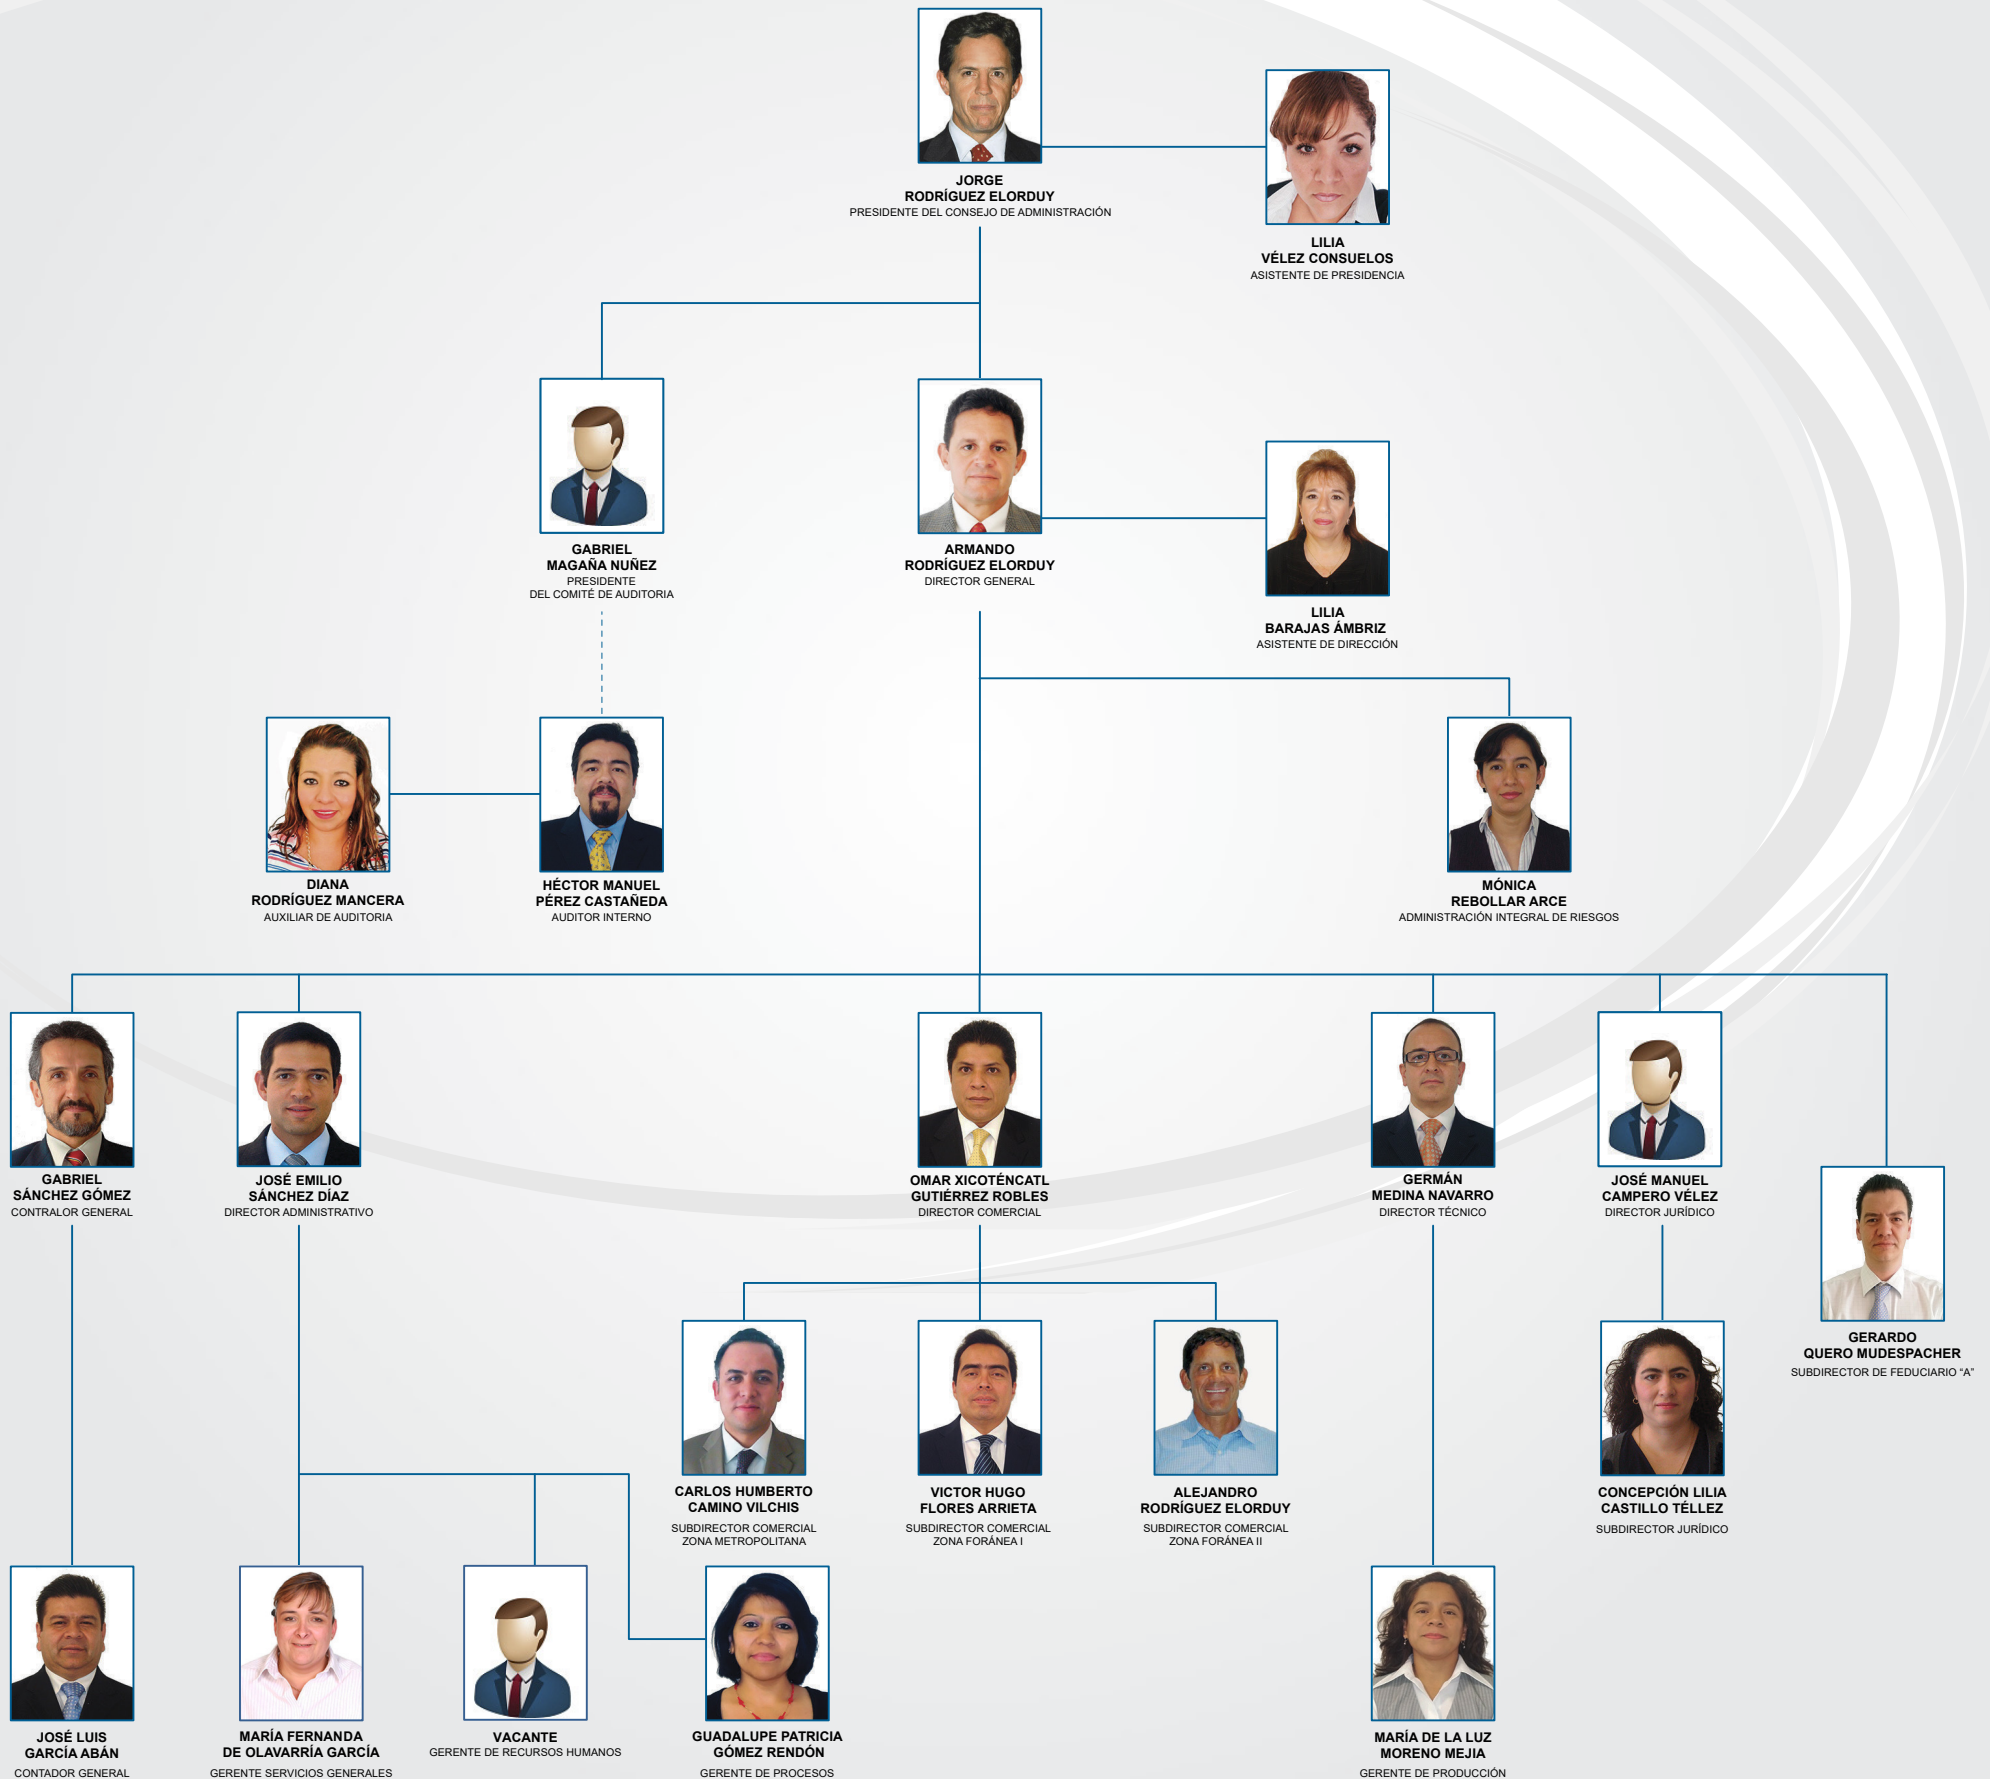 JORGE
RODRÍGUEZ ELORDUY
PRESIDENTE DEL CONSEJO DE ADMINISTRACIÓN
LILIA
VÉLEZ CONSUELOS
ASISTENTE DE PRESIDENCIA
GABRIEL
MAGAÑA NUÑEZ
PRESIDENTE
DEL COMITÉ DE AUDITORIA
ARMANDO
RODRÍGUEZ ELORDUY
DIRECTOR GENERAL
LILIA
BARAJAS ÁMBRIZ
ASISTENTE DE DIRECCIÓN
DIANA
RODRÍGUEZ MANCERA
AUXILIAR DE AUDITORIA
HÉCTOR MANUEL
PÉREZ CASTAÑEDA
AUDITOR INTERNO
MÓNICA
REBOLLAR ARCE
ADMINISTRACIÓN INTEGRAL DE RIESGOS
GABRIEL
SÁNCHEZ GÓMEZ
CONTRALOR GENERAL
JOSÉ EMILIO
SÁNCHEZ DÍAZ
DIRECTOR ADMINISTRATIVO
OMAR XICOTÉNCATL
GUTIÉRREZ ROBLES
DIRECTOR COMERCIAL
GERMÁN
MEDINA NAVARRO
DIRECTOR TÉCNICO
JOSÉ MANUEL
CAMPERO VÉLEZ
DIRECTOR JURÍDICO
GERARDO
QUERO MUDESPACHER
SUBDIRECTOR DE FEDUCIARIO “A”
CARLOS HUMBERTO
CAMINO VILCHIS
SUBDIRECTOR COMERCIAL
ZONA METROPOLITANA
VICTOR HUGO
FLORES ARRIETA
SUBDIRECTOR COMERCIAL
ZONA FORÁNEA I
ALEJANDRO
RODRÍGUEZ ELORDUY
SUBDIRECTOR COMERCIAL
ZONA FORÁNEA II
CONCEPCIÓN LILIA
CASTILLO TÉLLEZ
SUBDIRECTOR JURÍDICO
JOSÉ LUIS
GARCÍA ABÁN
CONTADOR GENERAL
MARÍA FERNANDA
DE OLAVARRÍA GARCÍA
GERENTE SERVICIOS GENERALES
VACANTE
GERENTE DE RECURSOS HUMANOS
GUADALUPE PATRICIA
GÓMEZ RENDÓN
GERENTE DE PROCESOS
MARÍA DE LA LUZ
MORENO MEJIA
GERENTE DE PRODUCCIÓN